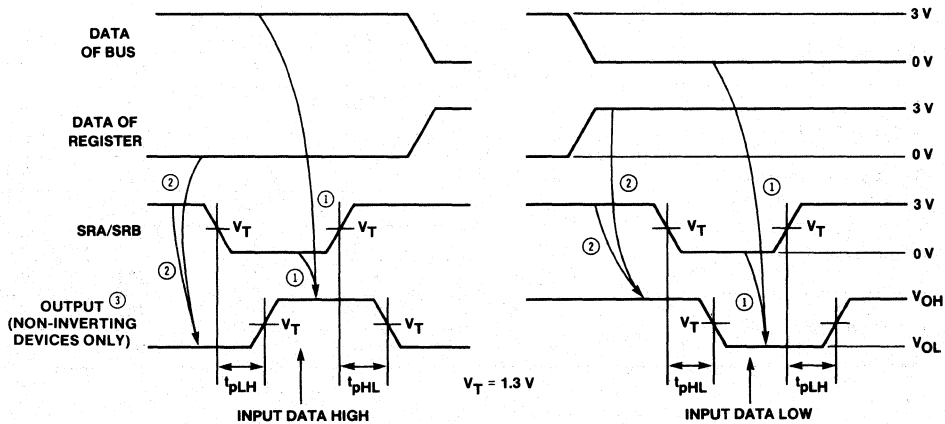 DATA
OF BUS
3 V
0 V
DATA OF
REGISTER
3 V
0 V
② ① ② ①
SRA/SRB
V_T V_T V_T V_T
3 V
0 V
② ① ② ①
OUTPUT ③
(NON-INVERTING
DEVICES ONLY)
V_T V_T V_T
V_OH
V_OL
t_pLH t_pHL V_T = 1.3 V t_pHL t_pLH
INPUT DATA HIGH INPUT DATA LOW